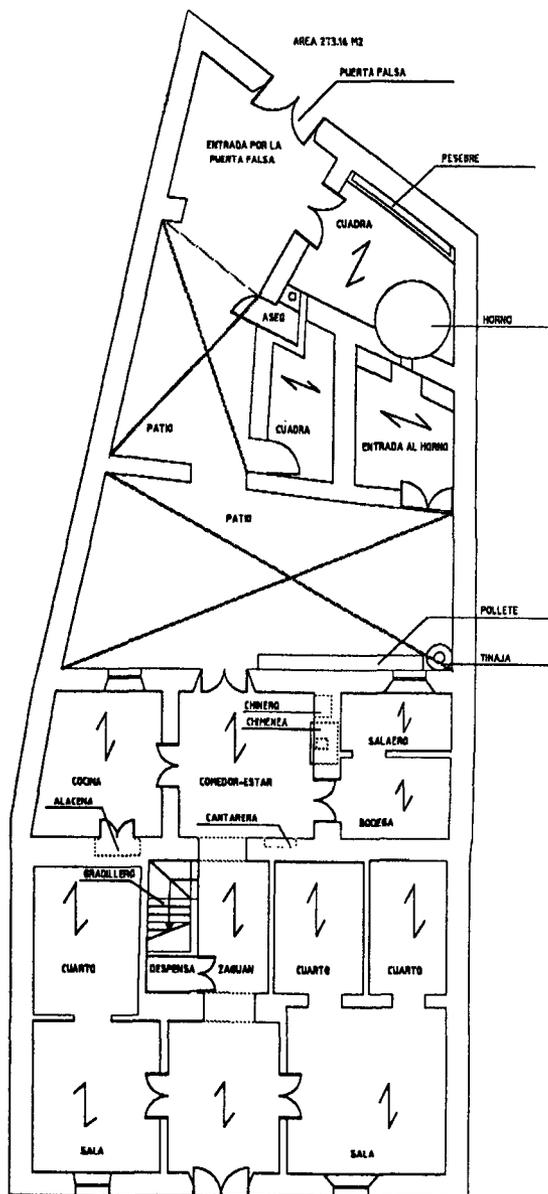 AREA 273.16 M2
PUERTA FALSA
ENTRADA POR LA
PUERTA FALSA
PESEBRE
CUADRA
HORNO
ASEO
PATIO
CUADRA
ENTRADA AL HORNO
PATIO
POLLETE
TINAJA
CHINERO
CHIMENEA
SALAERO
COCINA
COMEDOR-ESTAR
ALACENA
CANTARERA
BODEGA
GRADILLERO
CUARTO
DESPENSA
ZAGUAN
CUARTO
CUARTO
SALA
SALA